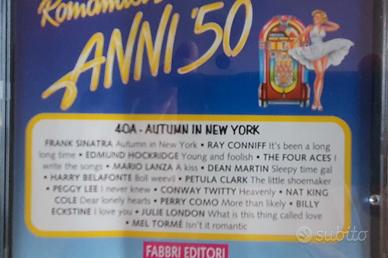 Romantici
ANNI '50
40A - AUTUMN IN NEW YORK
FRANK SINATRA Autumn in New York • RAY CONNIFF It's been a long
long time • EDMUND HOCKRIDGE Young and foolish • THE FOUR ACES I
write the songs • MARIO LANZA A kiss • DEAN MARTIN Sleepy time gal
• HARRY BELAFONTE Boll weevil • PETULA CLARK The little shoemaker
• PEGGY LEE I never knew • CONWAY TWITTY Heavenly • NAT KING
COLE Dear lonely hearts • PERRY COMO More than likely • BILLY
ECKSTINE I love you • JULIE LONDON What is this thing called love
• MEL TORMÉ Isn't it romantic
FABBRI EDITORI
subito